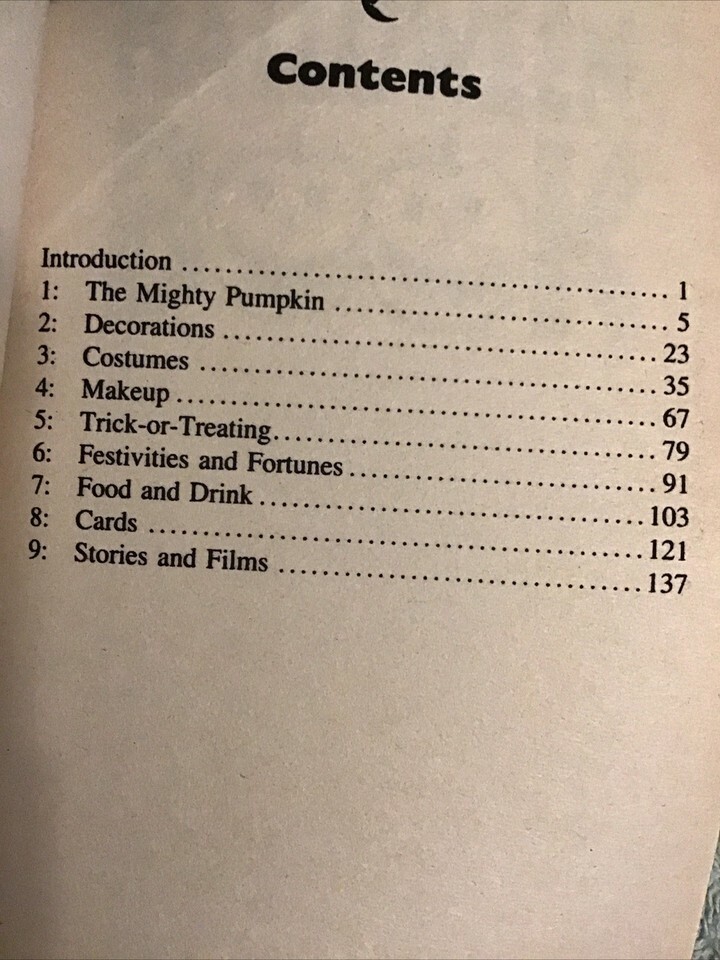 Contents
Introduction ........................................ 1
1: The Mighty Pumpkin ........................... 5
2: Decorations ................................... 23
3: Costumes ..................................... 35
4: Makeup ....................................... 67
5: Trick-or-Treating............................. 79
6: Festivities and Fortunes ...................... 91
7: Food and Drink .............................. 103
8: Cards ........................................ 121
9: Stories and Films ............................ 137